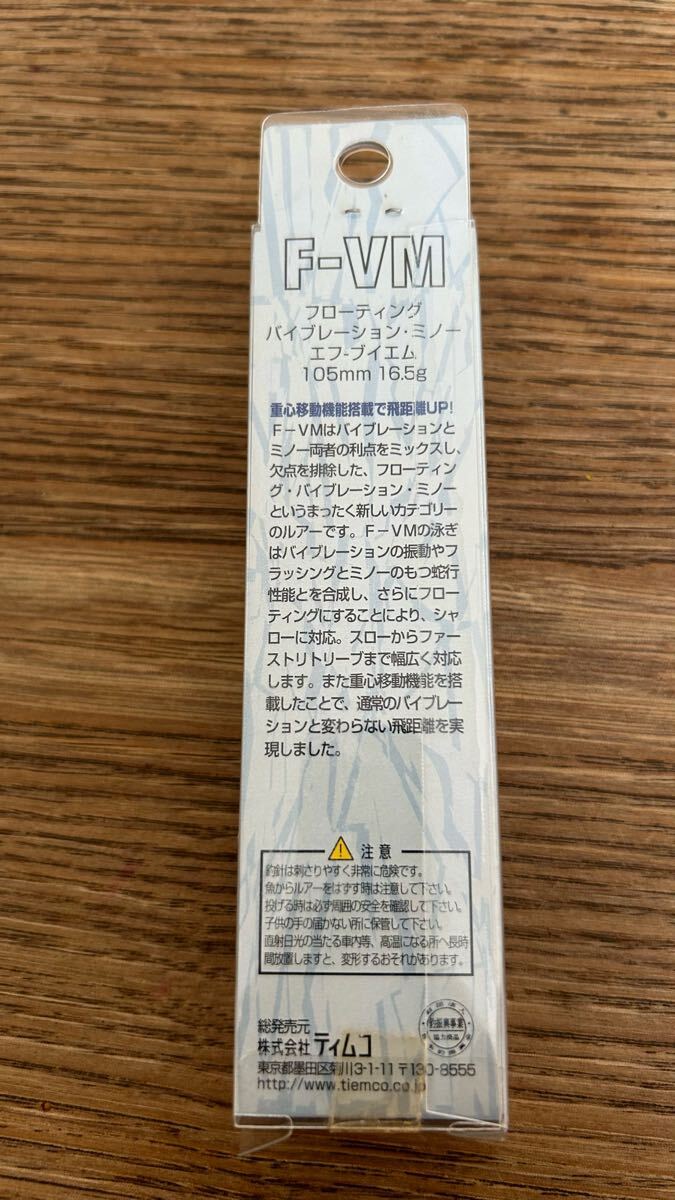 F-VM
フローティング
バイブレーション・ミノー
エフ-ブイエム
105mm 16.5g
重心移動機能搭載で飛距離UP!
F-VMはバイブレーションと
ミノー両者の利点をミックスし、
欠点を排除した、フローティン
グ・バイブレーション・ミノー
というまったく新しいカテゴリー
のルアーです。F-VMの泳ぎ
はバイブレーションの振動やフ
ラッシングとミノーのもつ蛇行
性能とを合成し、さらにフロー
ティングにすることにより、シャ
ローに対応。スローからファー
ストリトリーブまで幅広く対応
します。また重心移動機能を搭
載したことで、通常のバイブレー
ションと変わらない飛距離を実
現しました。
注意
釣針は刺さりやすく非常に危険です。
魚からルアーをはずす時は注意して下さい。
投げる時は必ず周囲の安全を確認して下さい。
子供の手の届かない所に保管して下さい。
直射日光の当たる車内等、高温になる所へ長時
間放置しますと、変形するおそれがあります。
総発売元
株式会社ティムコ
東京都墨田区菊川3-1-11 〒130-8555
http://www.tiemco.co.jp
釣振興事業
協力商品